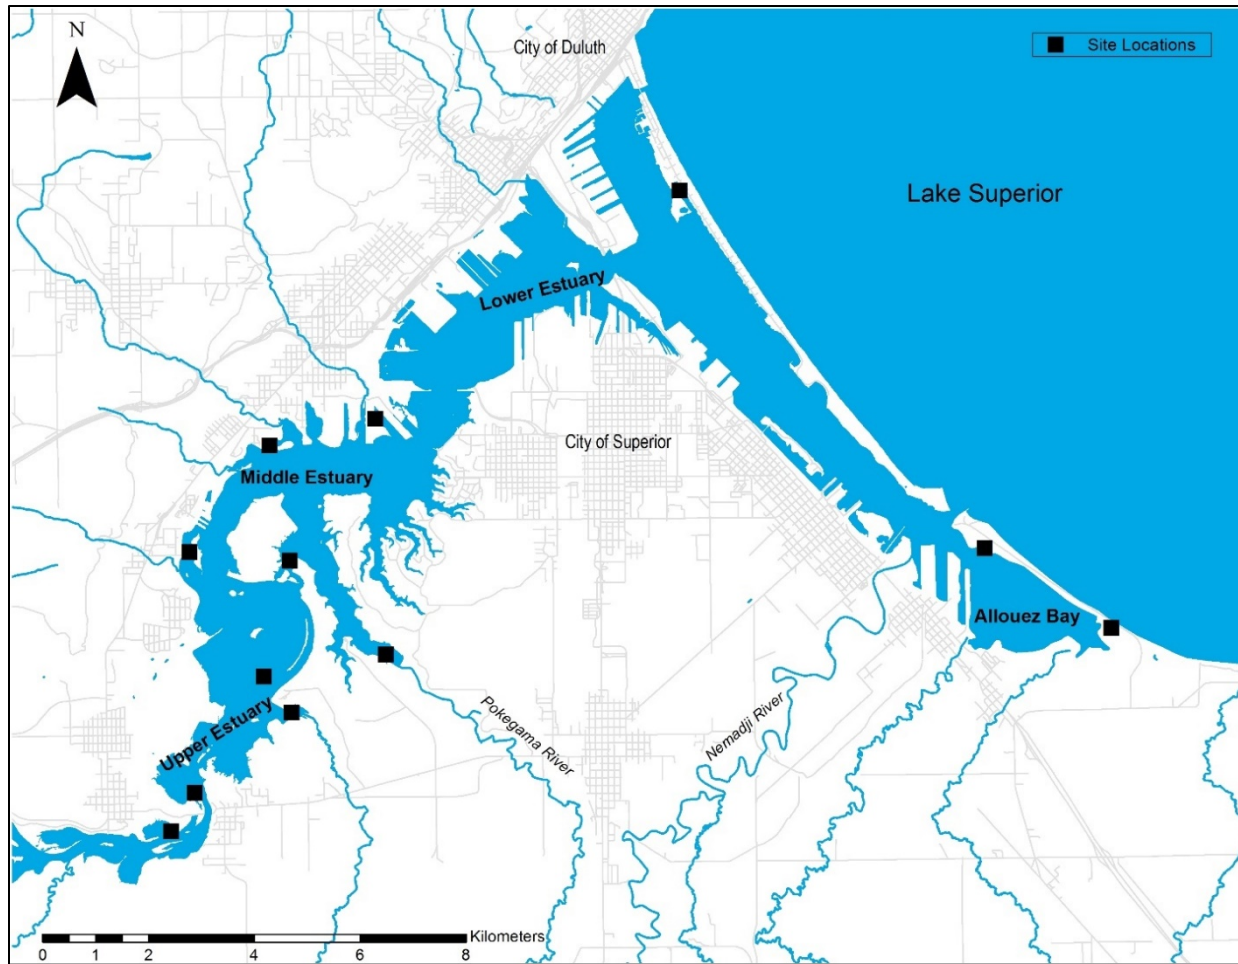 N
City of Duluth
Site Locations
Lake Superior
Lower Estuary
City of Superior
Middle Estuary
Allouez Bay
Upper Estuary
Pokegama River
Nemadji River
Kilometers
0 1 2 4 6 8